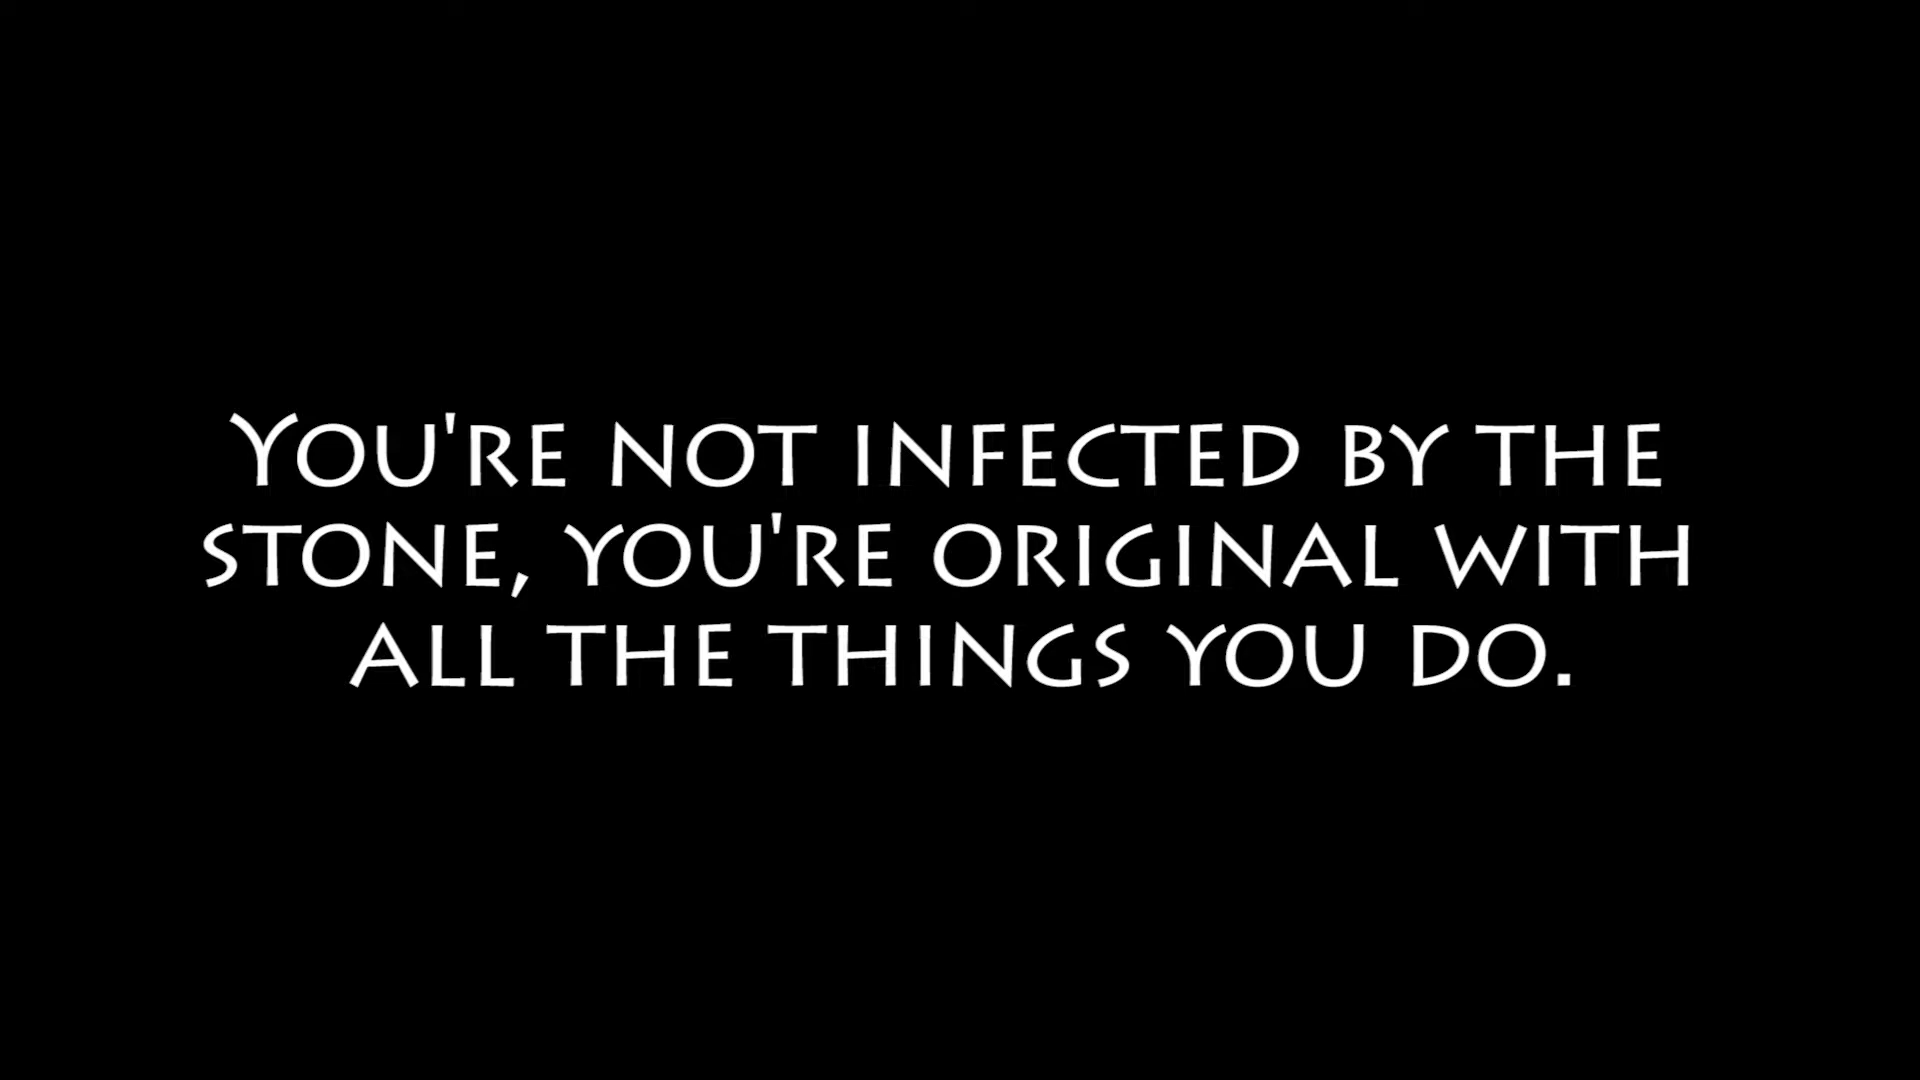 You're not infected by the
stone, you're original with
all the things you do.